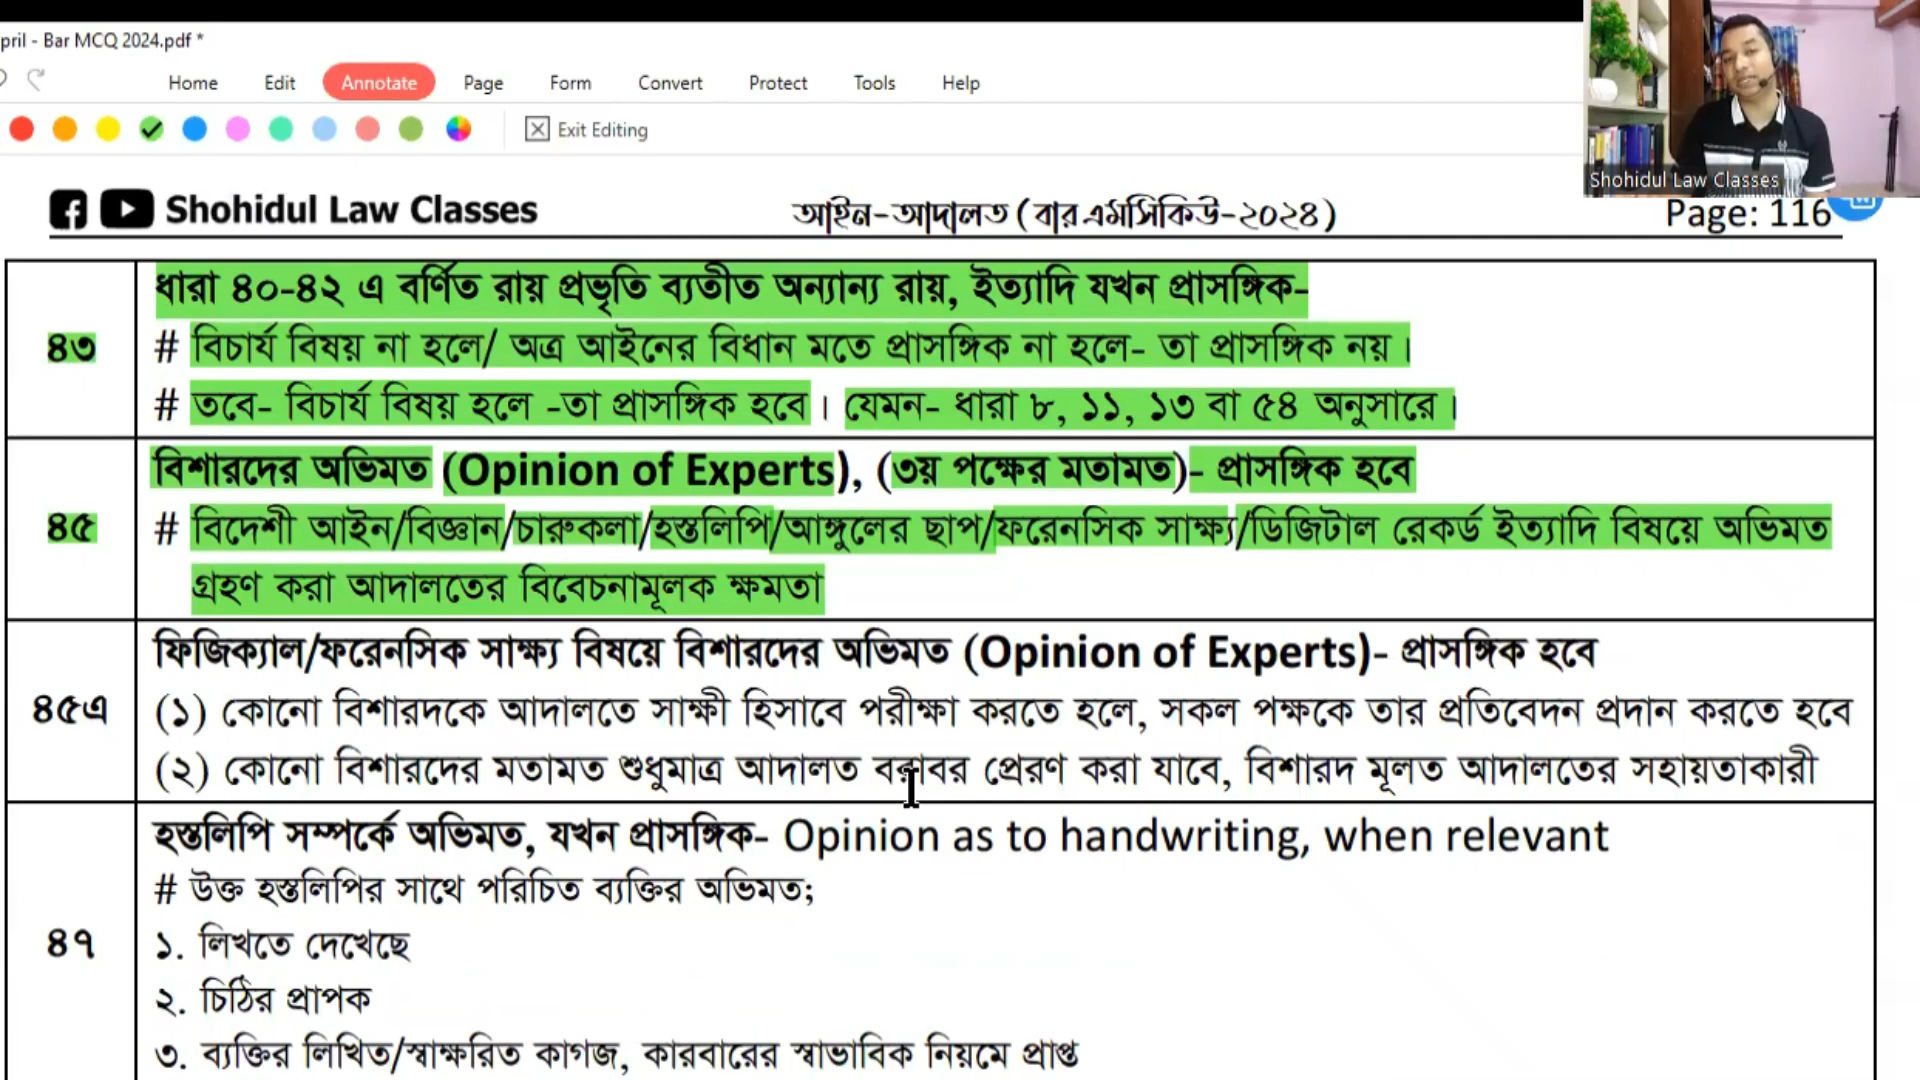 pril - Bar MCQ 2024.pdf *
Home Edit Annotate Page Form Convert Protect Tools Help
Exit Editing
Shohidul Law Classes
Shohidul Law Classes আইন-আদালত (বার এমসিকিউ-২০২৪) Page: 116
৪৩
ধারা ৪০-৪২ এ বর্ণিত রায় প্রভৃতি ব্যতীত অন্যান্য রায়, ইত্যাদি যখন প্রাসঙ্গিক-
# বিচার্য বিষয় না হলে/ অত্র আইনের বিধান মতে প্রাসঙ্গিক না হলে- তা প্রাসঙ্গিক নয়।
# তবে- বিচার্য বিষয় হলে -তা প্রাসঙ্গিক হবে। যেমন- ধারা ৮, ১১, ১৩ বা ৫৪ অনুসারে।
৪৫
বিশারদের অভিমত (Opinion of Experts), (৩য় পক্ষের মতামত)- প্রাসঙ্গিক হবে
# বিদেশী আইন/বিজ্ঞান/চারুকলা/হস্তলিপি/আঙ্গুলের ছাপ/ফরেনসিক সাক্ষ্য/ডিজিটাল রেকর্ড ইত্যাদি বিষয়ে অভিমত
গ্রহণ করা আদালতের বিবেচনামূলক ক্ষমতা
৪৫এ
ফিজিক্যাল/ফরেনসিক সাক্ষ্য বিষয়ে বিশারদের অভিমত (Opinion of Experts)- প্রাসঙ্গিক হবে
(১) কোনো বিশারদকে আদালতে সাক্ষী হিসাবে পরীক্ষা করতে হলে, সকল পক্ষকে তার প্রতিবেদন প্রদান করতে হবে
(২) কোনো বিশারদের মতামত শুধুমাত্র আদালত বরাবর প্রেরণ করা যাবে, বিশারদ মূলত আদালতের সহায়তাকারী
৪৭
হস্তলিপি সম্পর্কে অভিমত, যখন প্রাসঙ্গিক- Opinion as to handwriting, when relevant
# উক্ত হস্তলিপির সাথে পরিচিত ব্যক্তির অভিমত;
১. লিখতে দেখেছে
২. চিঠির প্রাপক
৩. ব্যক্তির লিখিত/স্বাক্ষরিত কাগজ, কারবারের স্বাভাবিক নিয়মে প্রাপ্ত